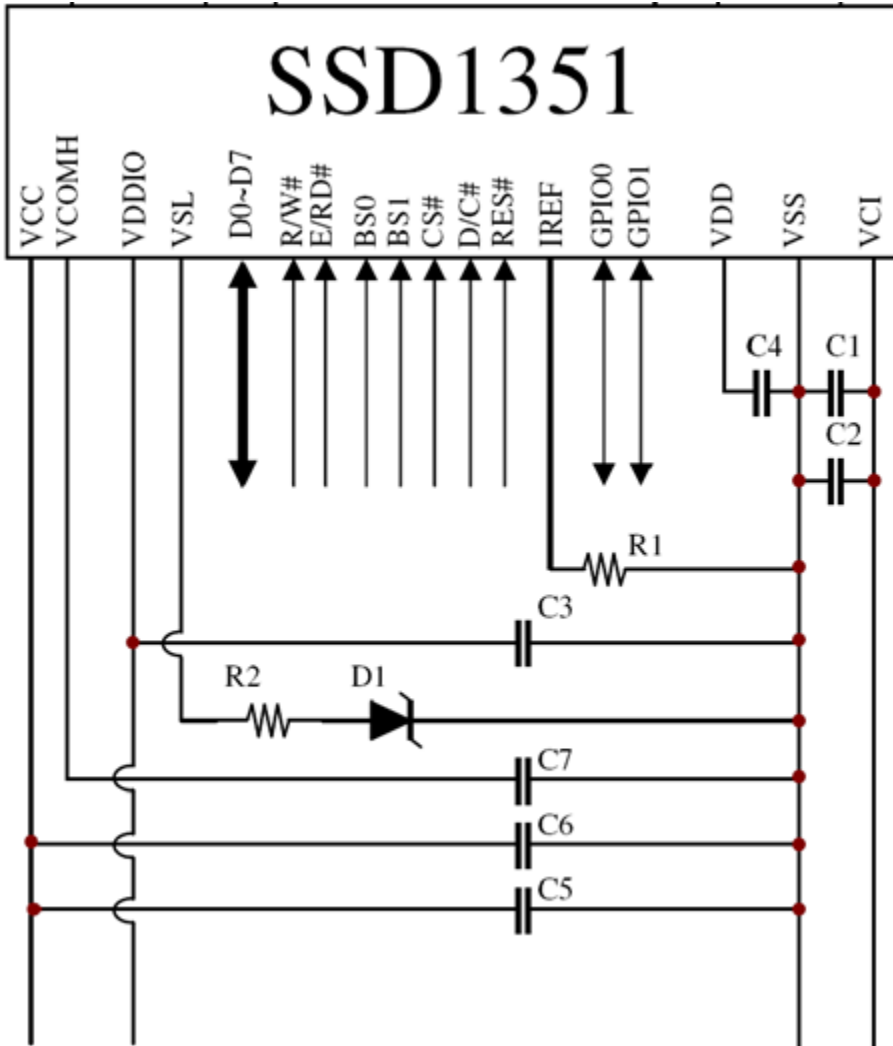 SSD1351
VCC
VCOMH
VDDIO
VSL
D0~D7
R/W#
E/RD#
BS0
BS1
CS#
D/C#
RES#
IREF
GPIO0
GPIO1
VDD
VSS
VCI
C4
C1
C2
R1
C3
R2
D1
C7
C6
C5